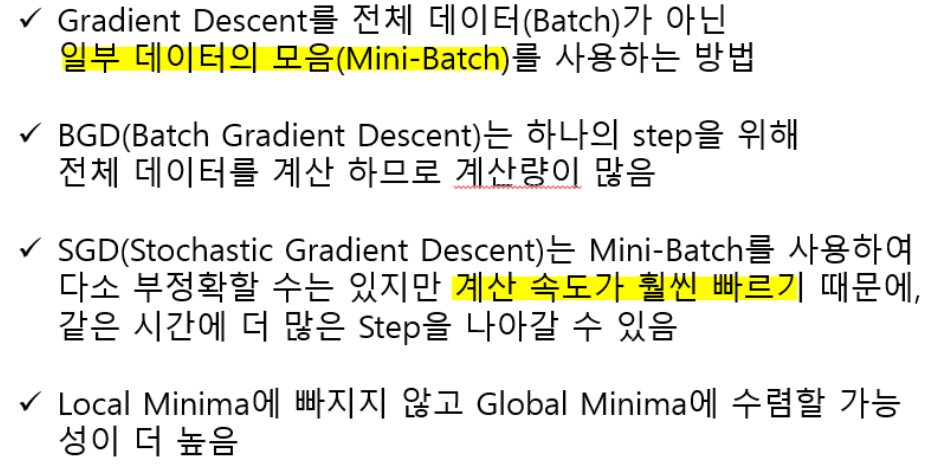 ✓ Gradient Descent를 전체 데이터(Batch)가 아닌
일부 데이터의 모음(Mini-Batch)를 사용하는 방법
✓ BGD(Batch Gradient Descent)는 하나의 step을 위해
전체 데이터를 계산 하므로 계산량이 많음
✓ SGD(Stochastic Gradient Descent)는 Mini-Batch를 사용하여
다소 부정확할 수는 있지만 계산 속도가 훨씬 빠르기 때문에,
같은 시간에 더 많은 Step을 나아갈 수 있음
✓ Local Minima에 빠지지 않고 Global Minima에 수렴할 가능
성이 더 높음